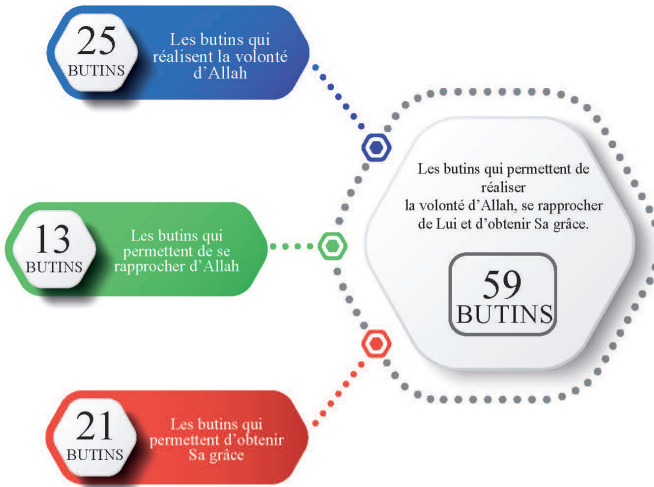 25
BUTINS
Les butins qui
réalisent la volonté
d’Allah
13
BUTINS
Les butins qui
permettent de se
rapprocher d’Allah
21
BUTINS
Les butins qui
permettent d’obtenir
Sa grâce
Les butins qui permettent de
réaliser
la volonté d’Allah, se rapprocher
de Lui et d’obtenir Sa grâce.
59
BUTINS